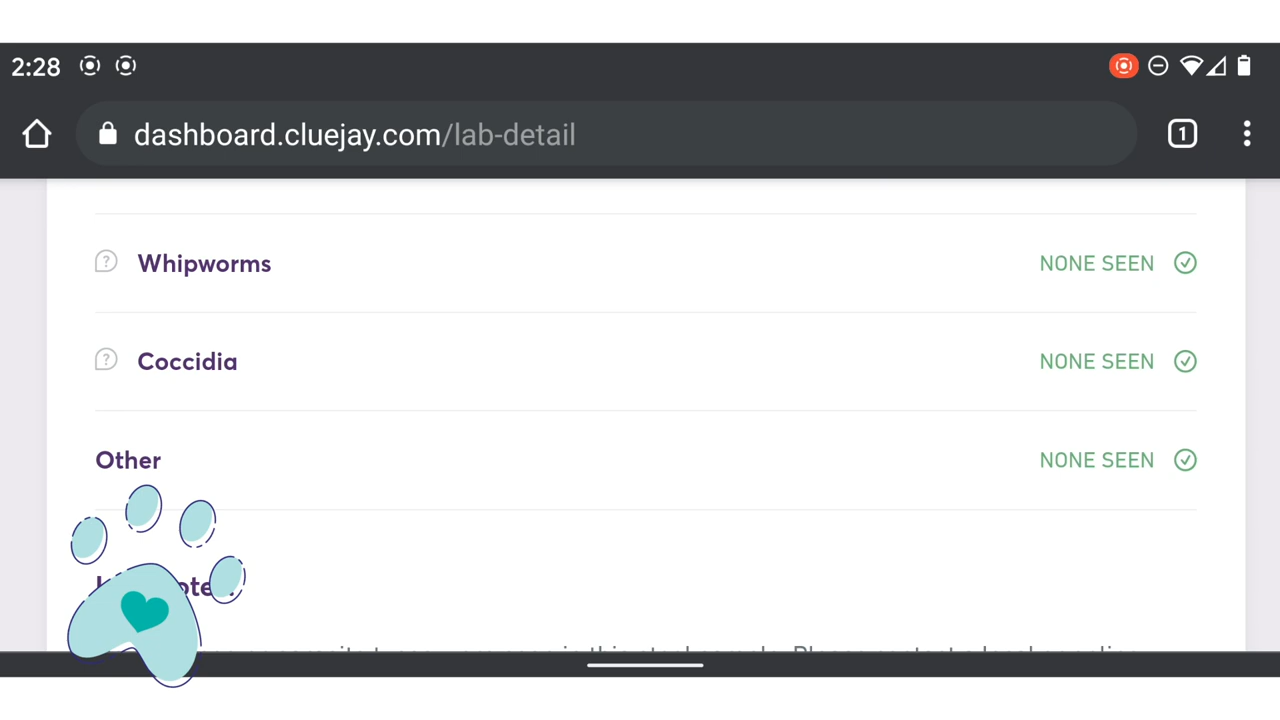 2:28
dashboard.cluejay.com/lab-detail
1
Whipworms NONE SEEN
Coccidia NONE SEEN
Other NONE SEEN